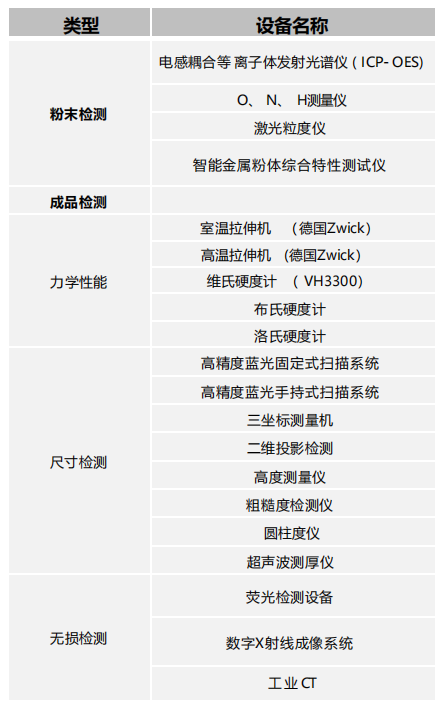 类型 设备名称
电感耦合等 离子体发射光谱仪 ( ICP- OES)
粉末检测
O、 N、 H测量仪
激光粒度仪
智能金属粉体综合特性测试仪
成品检测
力学性能
室温拉伸机 (德国Zwick)
高温拉伸机 (德国Zwick)
维氏硬度计 ( VH3300)
布氏硬度计
洛氏硬度计
尺寸检测
高精度蓝光固定式扫描系统
高精度蓝光手持式扫描系统
三坐标测量机
二维投影检测
高度测量仪
粗糙度检测仪
圆柱度仪
超声波测厚仪
无损检测
荧光检测设备
数字X射线成像系统
工业 CT